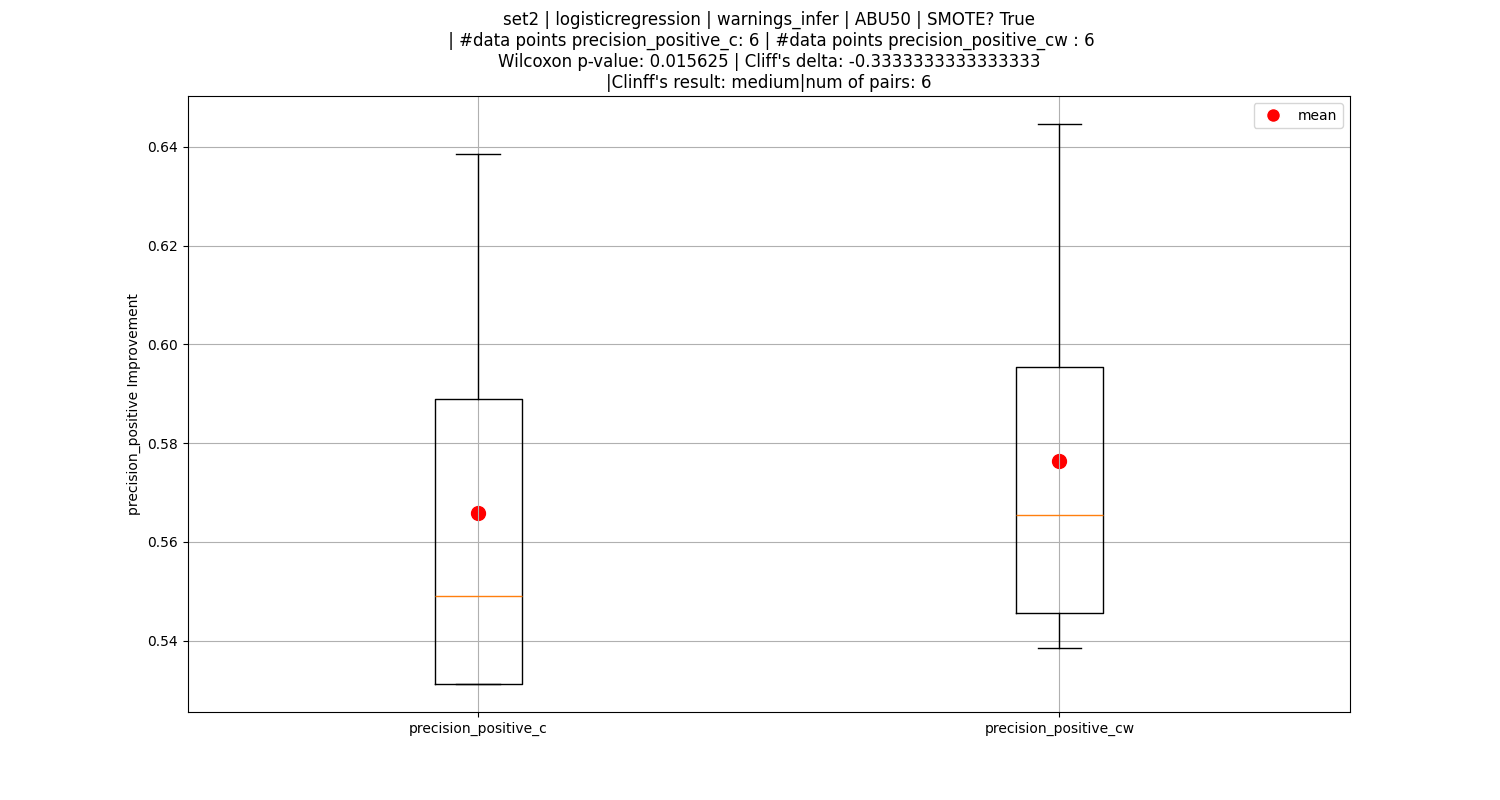 set2 | logisticregression | warnings_infer | ABU50 | SMOTE? True
| #data points precision_positive_c: 6 | #data points precision_positive_cw : 6
Wilcoxon p-value: 0.015625 | Cliff's delta: -0.3333333333333333
|Clinff's result: medium|num of pairs: 6
mean
0.64
0.62
0.60
0.58
0.56
0.54
precision_positive Improvement
precision_positive_c
precision_positive_cw